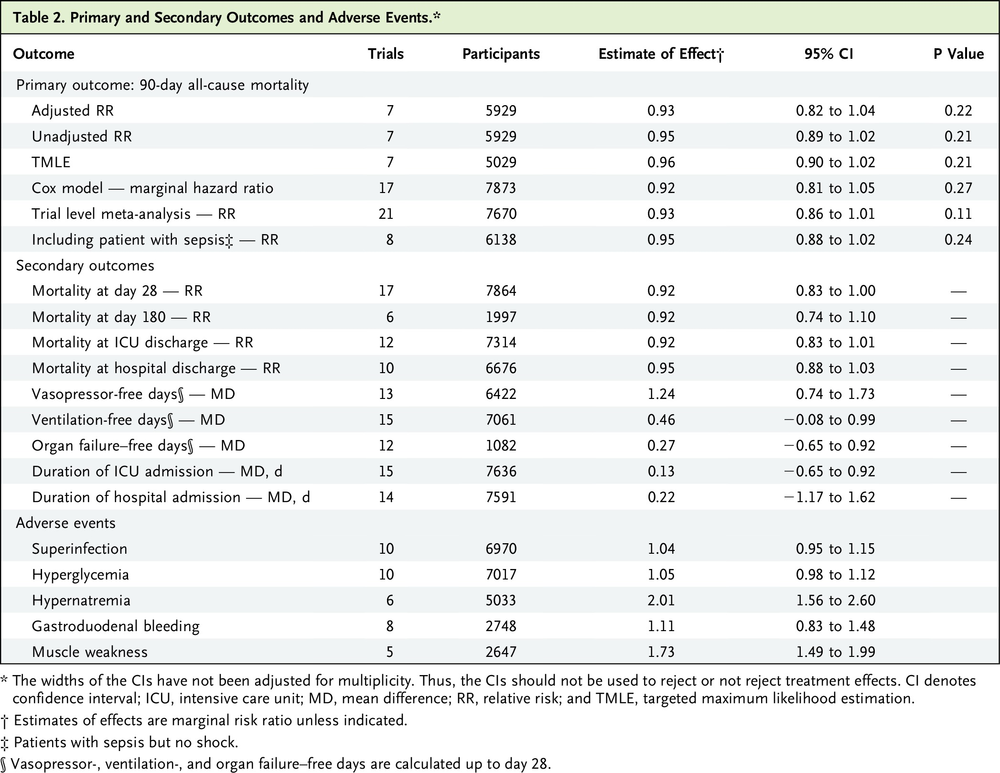 Table 2. Primary and Secondary Outcomes and Adverse Events.*
Outcome Trials Participants Estimate of Effect† 95% CI P Value
Primary outcome: 90-day all-cause mortality
Adjusted RR 7 5929 0.93 0.82 to 1.04 0.22
Unadjusted RR 7 5929 0.95 0.89 to 1.02 0.21
TMLE 7 5029 0.96 0.90 to 1.02 0.21
Cox model — marginal hazard ratio 17 7873 0.92 0.81 to 1.05 0.27
Trial level meta-analysis — RR 21 7670 0.93 0.86 to 1.01 0.11
Including patient with sepsis‡ — RR 8 6138 0.95 0.88 to 1.02 0.24
Secondary outcomes
Mortality at day 28 — RR 17 7864 0.92 0.83 to 1.00 —
Mortality at day 180 — RR 6 1997 0.92 0.74 to 1.10 —
Mortality at ICU discharge — RR 12 7314 0.92 0.83 to 1.01 —
Mortality at hospital discharge — RR 10 6676 0.95 0.88 to 1.03 —
Vasopressor-free days§ — MD 13 6422 1.24 0.74 to 1.73 —
Ventilation-free days§ — MD 15 7061 0.46 −0.08 to 0.99 —
Organ failure–free days§ — MD 12 1082 0.27 −0.65 to 0.92 —
Duration of ICU admission — MD, d 15 7636 0.13 −0.65 to 0.92 —
Duration of hospital admission — MD, d 14 7591 0.22 −1.17 to 1.62 —
Adverse events
Superinfection 10 6970 1.04 0.95 to 1.15
Hyperglycemia 10 7017 1.05 0.98 to 1.12
Hypernatremia 6 5033 2.01 1.56 to 2.60
Gastroduodenal bleeding 8 2748 1.11 0.83 to 1.48
Muscle weakness 5 2647 1.73 1.49 to 1.99
* The widths of the CIs have not been adjusted for multiplicity. Thus, the CIs should not be used to reject or not reject treatment effects. CI denotes
confidence interval; ICU, intensive care unit; MD, mean difference; RR, relative risk; and TMLE, targeted maximum likelihood estimation.
† Estimates of effects are marginal risk ratio unless indicated.
‡ Patients with sepsis but no shock.
§ Vasopressor-, ventilation-, and organ failure–free days are calculated up to day 28.